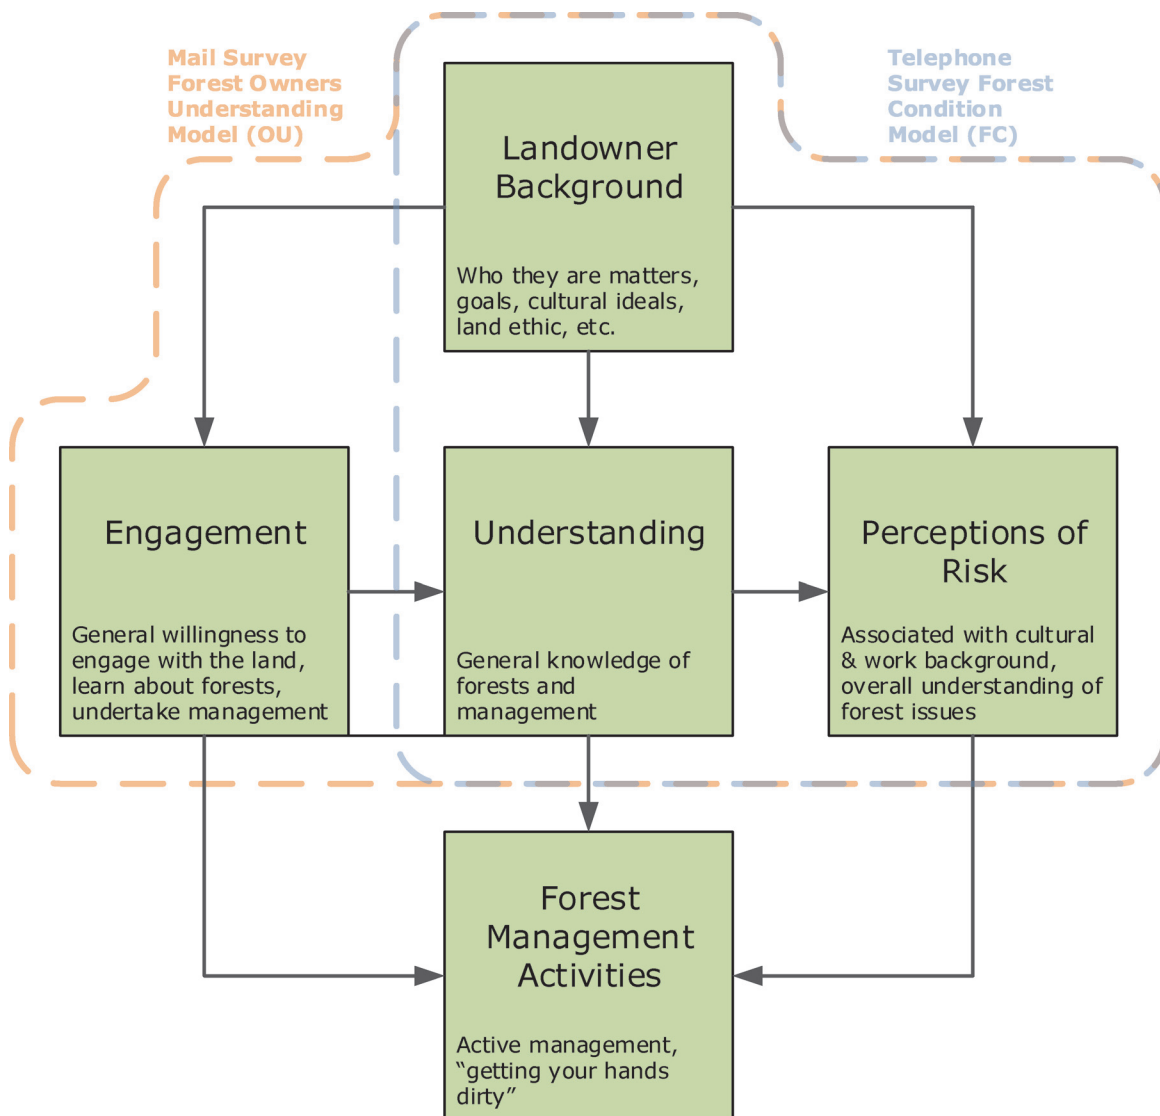 Mail Survey
Forest Owners
Understanding
Model (OU)
Telephone
Survey Forest
Condition
Model (FC)
Landowner
Background
Who they are matters,
goals, cultural ideals,
land ethic, etc.
Engagement
General willingness to
engage with the land,
learn about forests,
undertake management
Understanding
General knowledge of
forests and
management
Perceptions of
Risk
Associated with cultural
& work background,
overall understanding of
forest issues
Forest
Management
Activities
Active management,
“getting your hands
dirty”